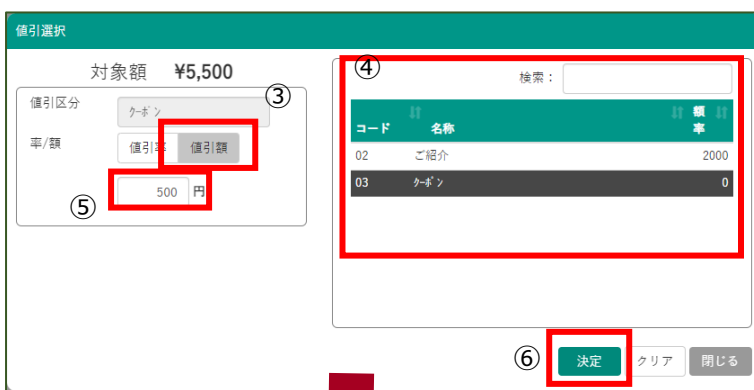 値引選択
対象額 ¥5,500
③
値引区分 ｸｰﾎﾟﾝ
率/額 値引率 値引額
⑤ 500 円
④
検索：
コード 名称 額率
02 ご紹介 2000
03 ｸｰﾎﾟﾝ 0
⑥ 決定 クリア 閉じる